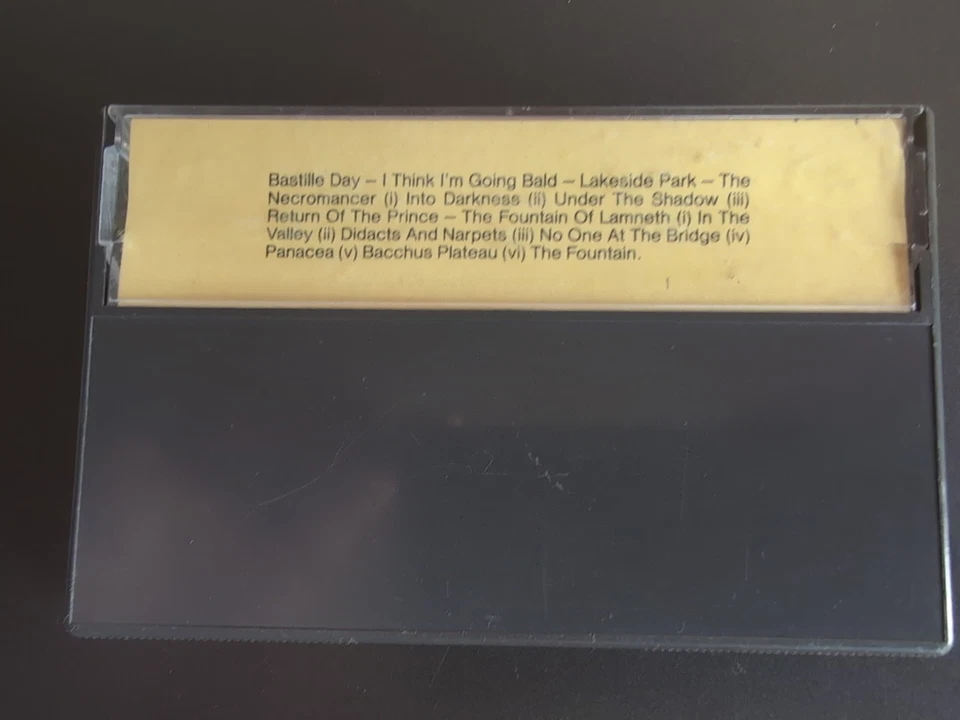 Bastille Day – I Think I'm Going Bald – Lakeside Park – The
Necromancer (i) Into Darkness (ii) Under The Shadow (iii)
Return Of The Prince – The Fountain Of Lamneth (i) In The
Valley (ii) Didacts And Narpets (iii) No One At The Bridge (iv)
Panacea (v) Bacchus Plateau (vi) The Fountain.